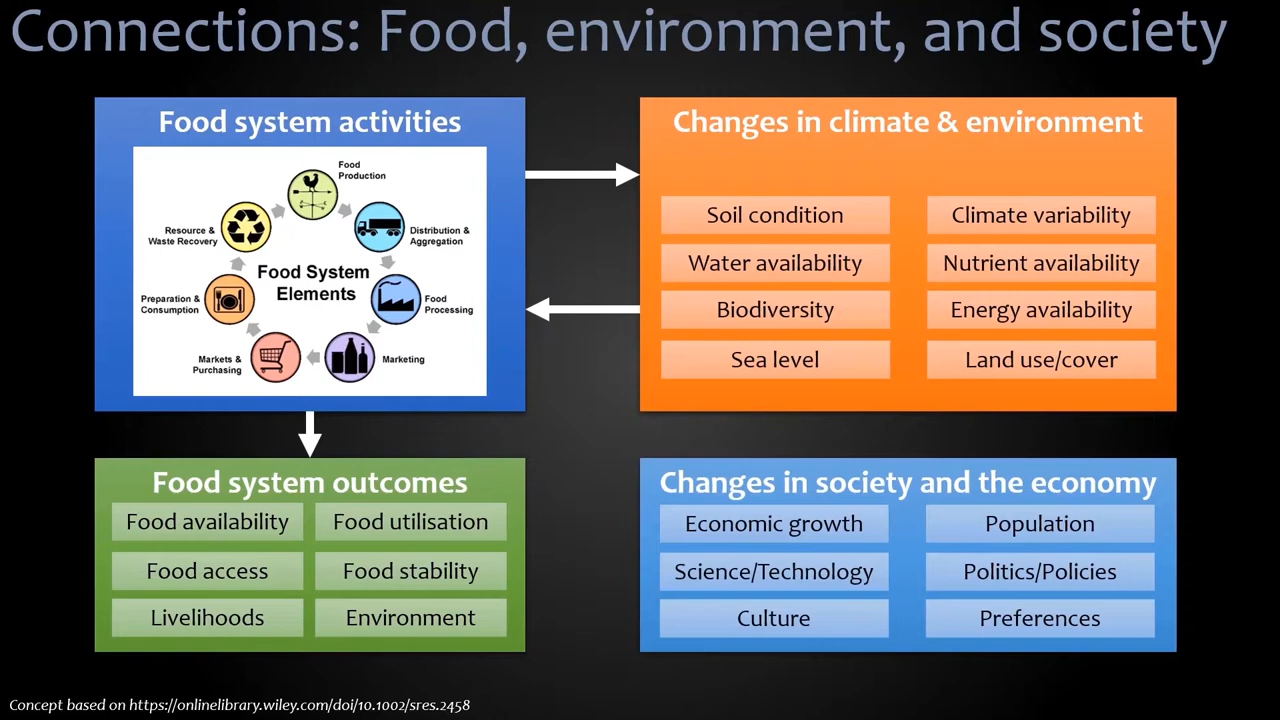 Connections: Food, environment, and society
Food system activities
Food
Production
Distribution &
Aggregation
Food
Processing
Marketing
Markets &
Purchasing
Preparation &
Consumption
Resource &
Waste Recovery
Food System
Elements
Changes in climate & environment
Soil condition
Climate variability
Water availability
Nutrient availability
Biodiversity
Energy availability
Sea level
Land use/cover
Food system outcomes
Food availability
Food utilisation
Food access
Food stability
Livelihoods
Environment
Changes in society and the economy
Economic growth
Population
Science/Technology
Politics/Policies
Culture
Preferences
Concept based on https://onlinelibrary.wiley.com/doi/10.1002/sres.2458